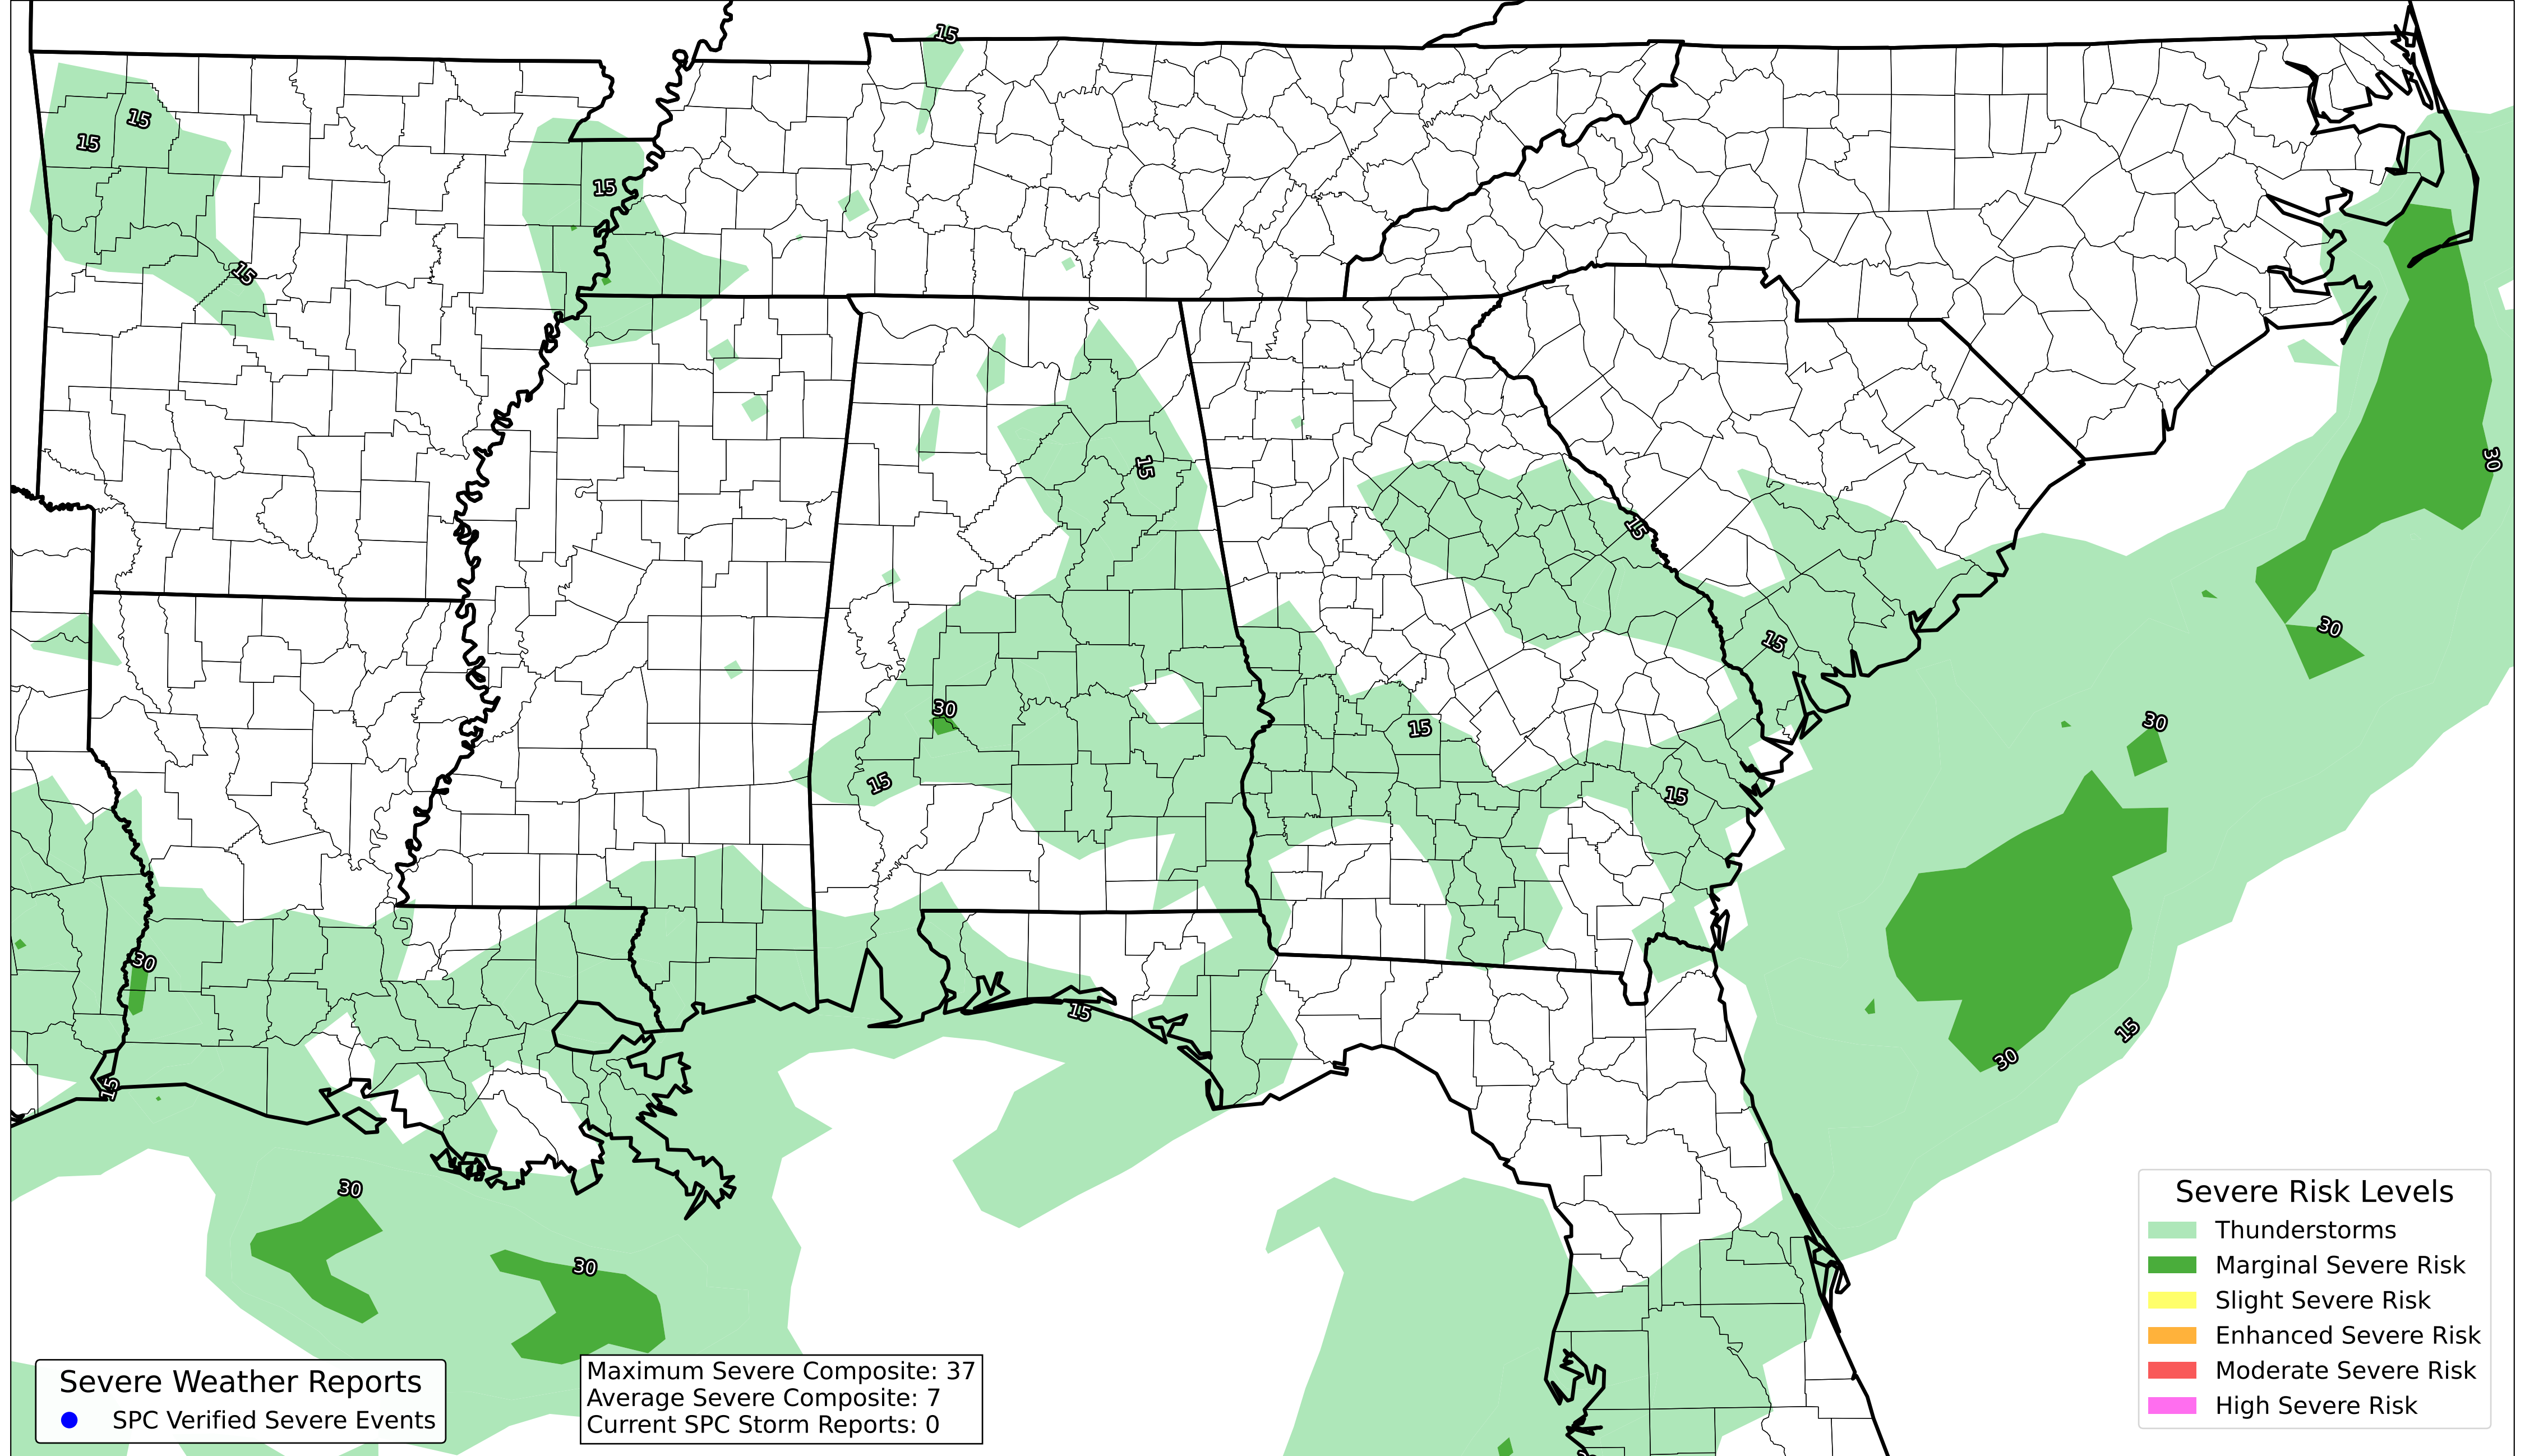 15
15
15
15
15
15
15
30
30
15
15
30
30
15
15
15
30
15
15
30
15
30
30
Severe Risk Levels
Thunderstorms
Marginal Severe Risk
Slight Severe Risk
Enhanced Severe Risk
Moderate Severe Risk
High Severe Risk
Severe Weather Reports
SPC Verified Severe Events
Maximum Severe Composite: 37
Average Severe Composite: 7
Current SPC Storm Reports: 0